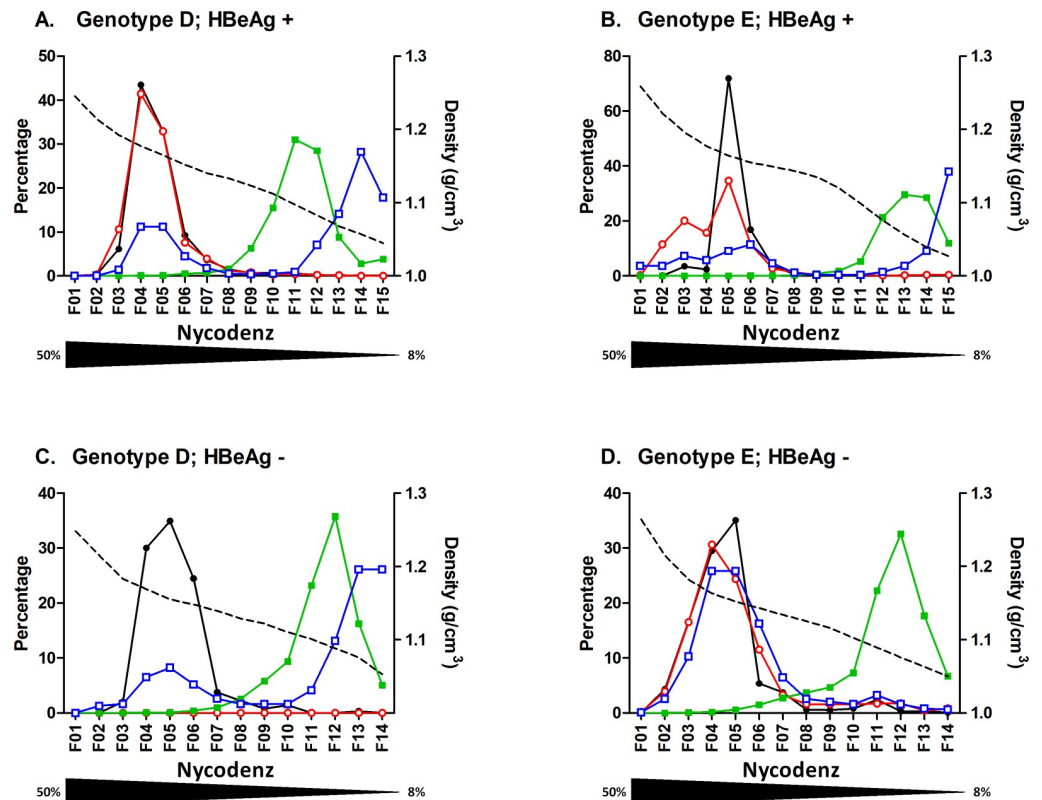 A. Genotype D; HBeAg +
50
40
30
20
10
0
Percentage
1.3
1.2
1.1
1.0
Density (g/cm³)
F01 F02 F03 F04 F05 F06 F07 F08 F09 F10 F11 F12 F13 F14 F15
Nycodenz
50% 8%
B. Genotype E; HBeAg +
80
60
40
20
0
Percentage
1.3
1.2
1.1
1.0
Density (g/cm³)
F01 F02 F03 F04 F05 F06 F07 F08 F09 F10 F11 F12 F13 F14 F15
Nycodenz
50% 8%
C. Genotype D; HBeAg -
40
30
20
10
0
Percentage
1.3
1.2
1.1
1.0
Density (g/cm³)
F01 F02 F03 F04 F05 F06 F07 F08 F09 F10 F11 F12 F13 F14
Nycodenz
50% 8%
D. Genotype E; HBeAg -
40
30
20
10
0
Percentage
1.3
1.2
1.1
1.0
Density (g/cm³)
F01 F02 F03 F04 F05 F06 F07 F08 F09 F10 F11 F12 F13 F14
Nycodenz
50% 8%